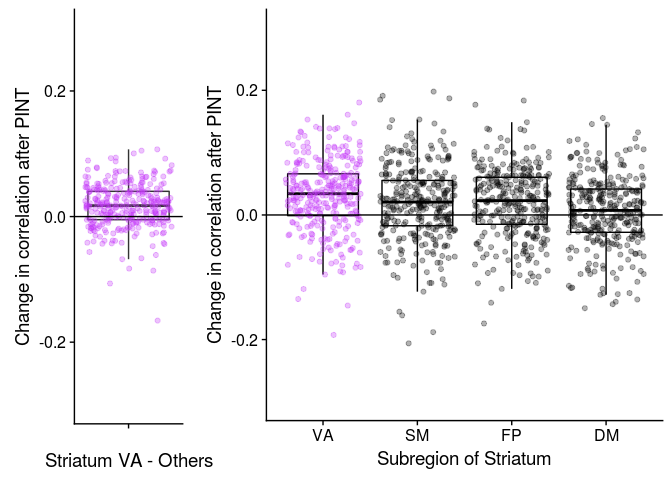 Change in correlation after PINT
0.2
0.0
-0.2
Striatum VA - Others
Change in correlation after PINT
0.2
0.0
-0.2
VA SM FP DM
Subregion of Striatum